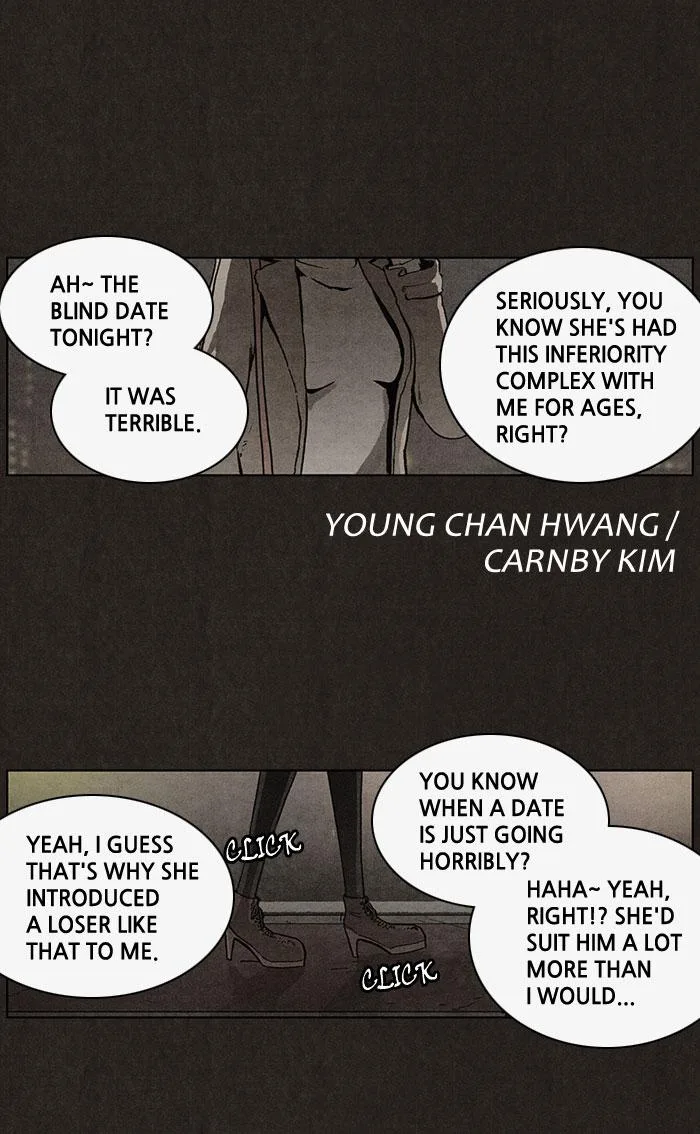 AH~ THE
BLIND DATE
TONIGHT?
IT WAS
TERRIBLE.
SERIOUSLY, YOU
KNOW SHE'S HAD
THIS INFERIORITY
COMPLEX WITH
ME FOR AGES,
RIGHT?
YOUNG CHAN HWANG /
CARNBY KIM
YEAH, I GUESS
THAT'S WHY SHE
INTRODUCED
A LOSER LIKE
THAT TO ME.
CLICK
CLICK
YOU KNOW
WHEN A DATE
IS JUST GOING
HORRIBLY?
HAHA~ YEAH,
RIGHT!? SHE'D
SUIT HIM A LOT
MORE THAN
I WOULD...